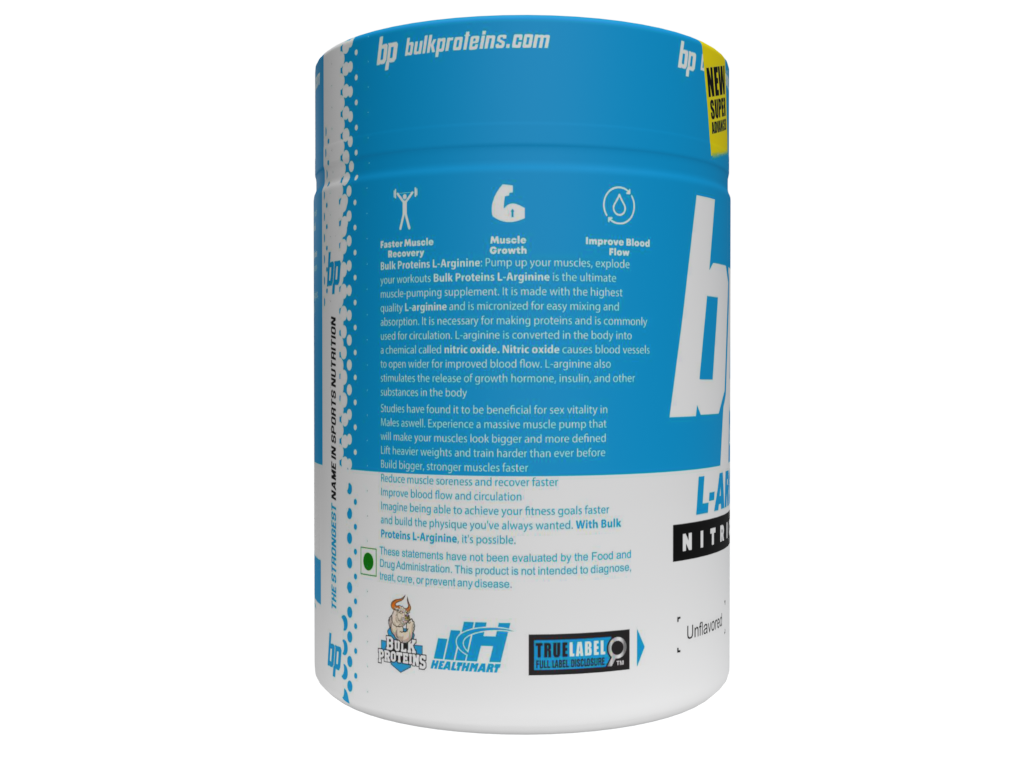 bp bulkproteins.com
bp
NEW
SUPER
ADVANCED
Faster Muscle
Recovery
Muscle
Growth
Improve Blood
Flow
Bulk Proteins L-Arginine: Pump up your muscles, explode
your workouts Bulk Proteins L-Arginine is the ultimate
muscle-pumping supplement. It is made with the highest
quality L-arginine and is micronized for easy mixing and
absorption. It is necessary for making proteins and is commonly
used for circulation. L-arginine is converted in the body into
a chemical called nitric oxide. Nitric oxide causes blood vessels
to open wider for improved blood flow. L-arginine also
stimulates the release of growth hormone, insulin, and other
substances in the body
Studies have found it to be beneficial for sex vitality in
Males aswell. Experience a massive muscle pump that
will make your muscles look bigger and more defined
Lift heavier weights and train harder than ever before
Build bigger, stronger muscles faster
Reduce muscle soreness and recover faster
Improve blood flow and circulation
Imagine being able to achieve your fitness goals faster
and build the physique you've always wanted. With Bulk
Proteins L-Arginine, it's possible.
These statements have not been evaluated by the Food and
Drug Administration. This product is not intended to diagnose,
treat, cure, or prevent any disease.
BULK
PROTEINS
HEALTHMART
TRUELABEL
FULL LABEL DISCLOSURE
TM
bp
THE STRONGEST NAME IN SPORTS NUTRITION
bp
b
L-AR
NITRI
Unflavored